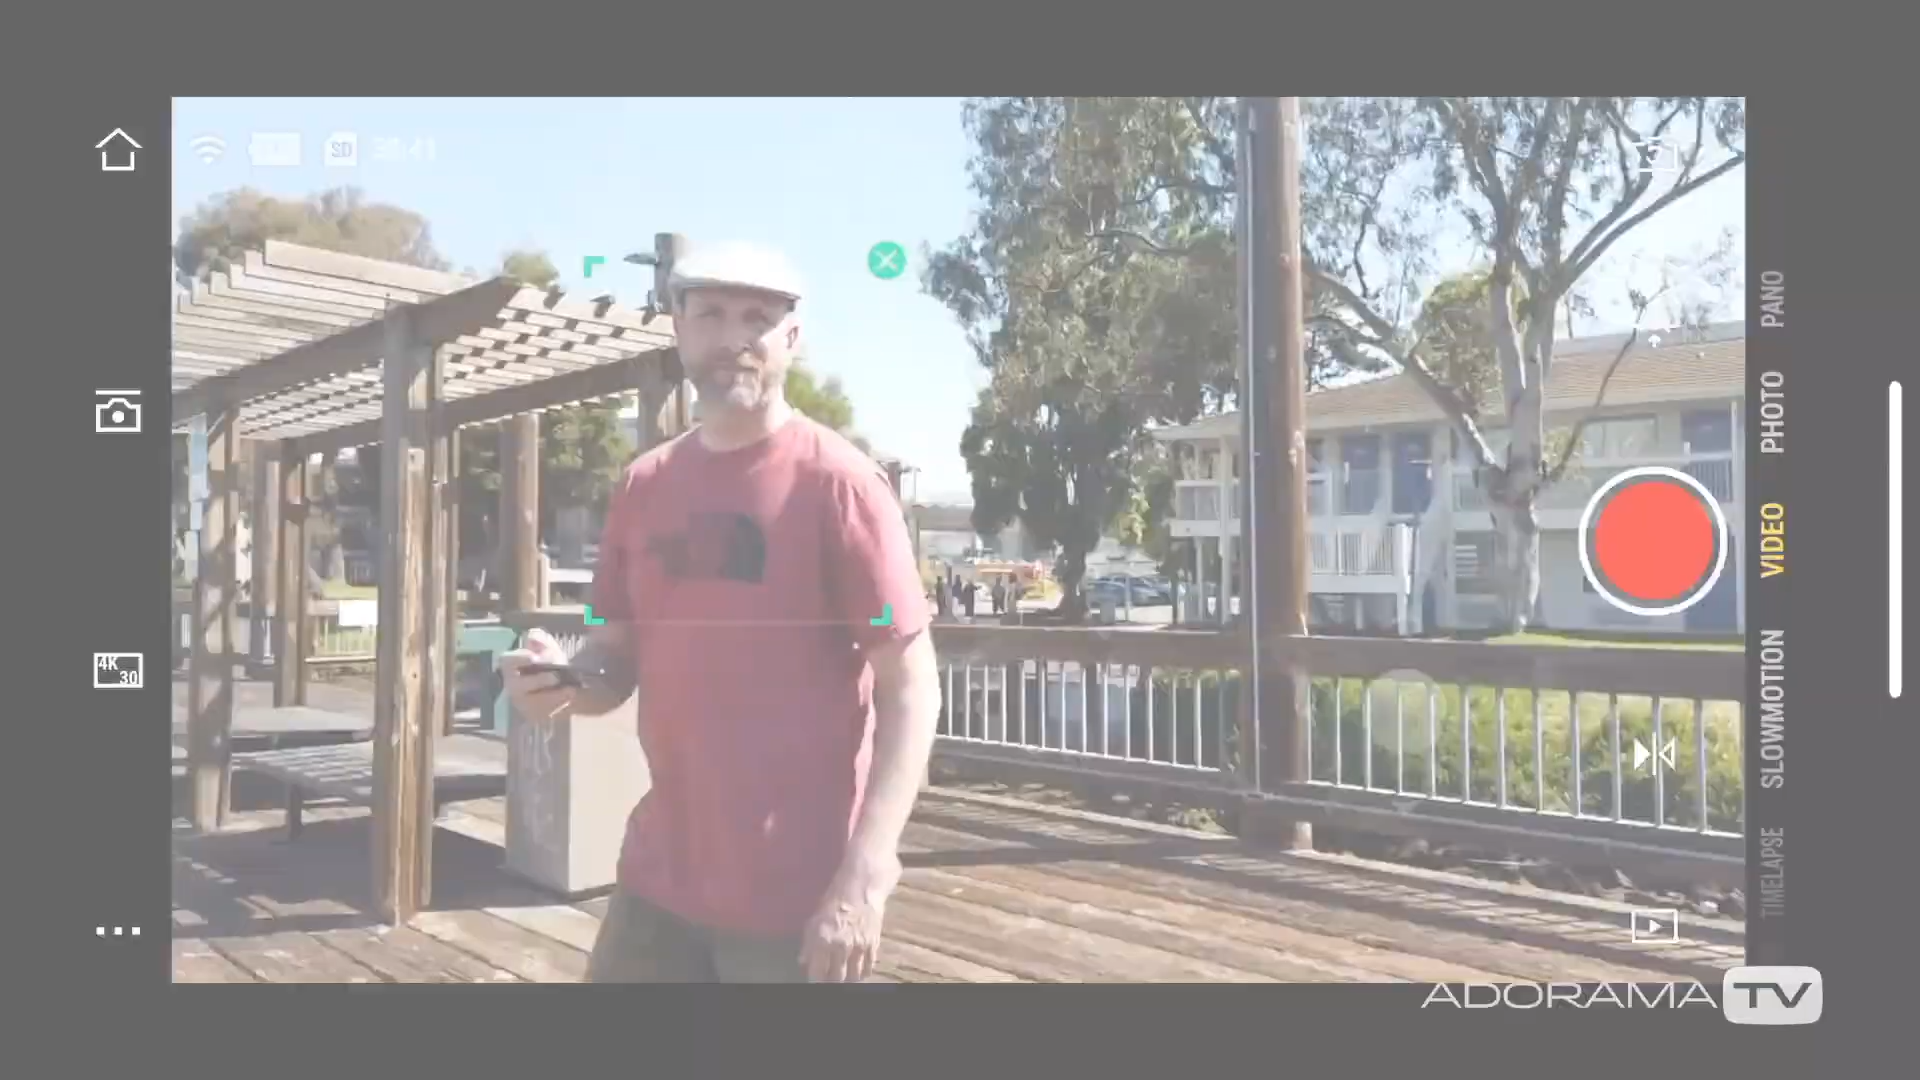 SD
4K
30
PANO
PHOTO
VIDEO
SLOWMOTION
TIMELAPSE
ADORAMA TV